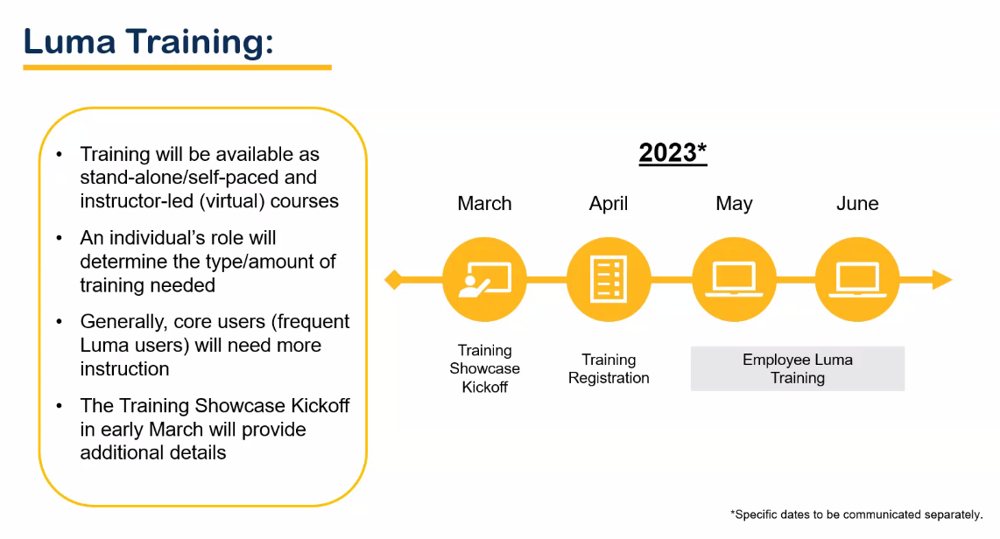 Luma Training:
• Training will be available as
stand-alone/self-paced and
instructor-led (virtual) courses
• An individual's role will
determine the type/amount of
training needed
• Generally, core users (frequent
Luma users) will need more
instruction
• The Training Showcase Kickoff
in early March will provide
additional details
2023*
March April May June
Training
Showcase
Kickoff
Training
Registration
Employee Luma
Training
*Specific dates to be communicated separately.